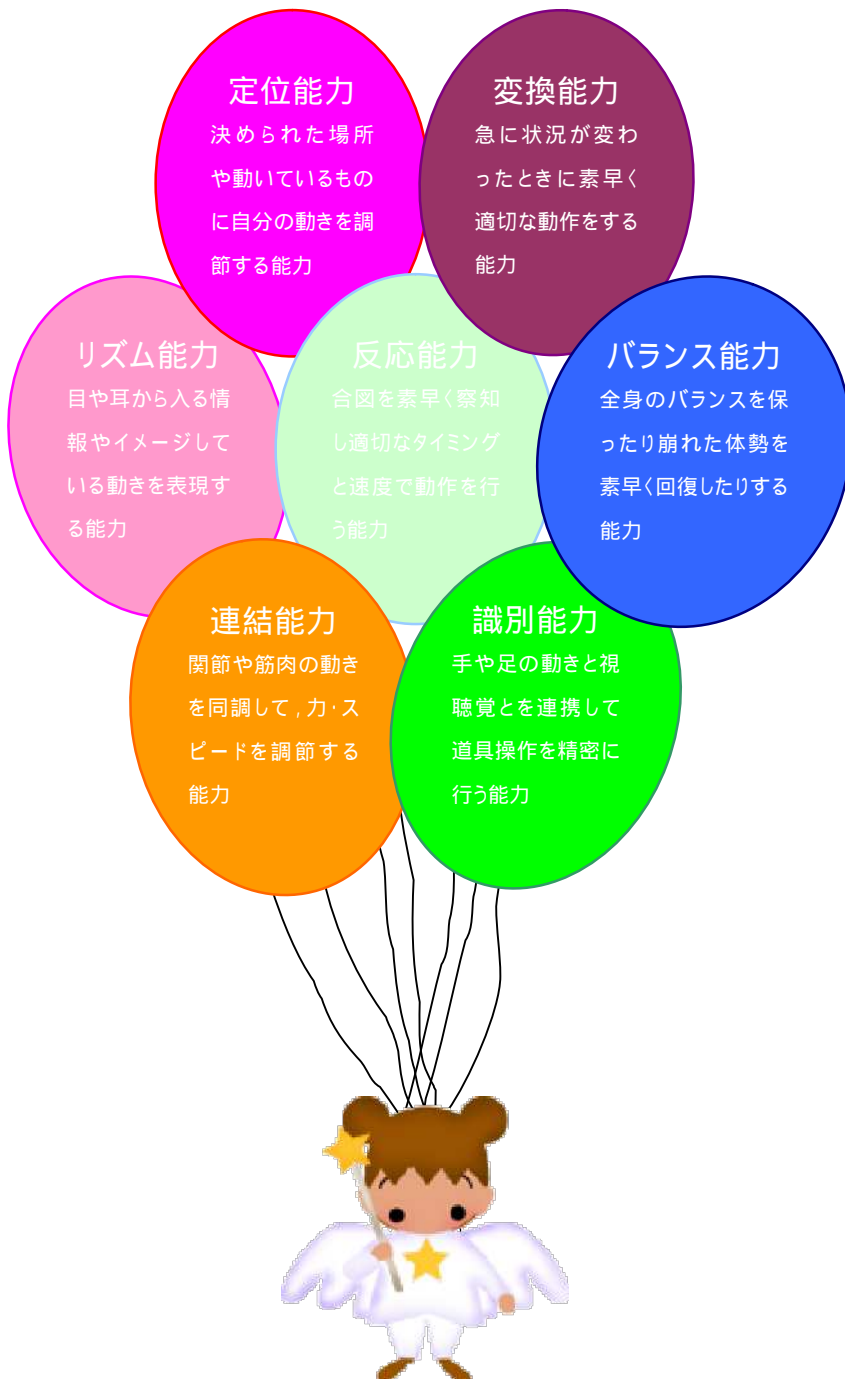 定位能力
決められた場所
や動いているもの
に自分の動きを調
節する能力
変換能力
急に状況が変わ
ったときに素早く
適切な動作をする
能力
リズム能力
目や耳から入る情
報やイメージして
いる動きを表現す
る能力
反応能力
合図を素早く察知
し適切なタイミング
と速度で動作を行
う能力
バランス能力
全身のバランスを保
ったり崩れた体勢を
素早く回復したりする
能力
連結能力
関節や筋肉の動き
を同調して，力・ス
ピードを調節する
能力
識別能力
手や足の動きと視
聴覚とを連携して
道具操作を精密に
行う能力